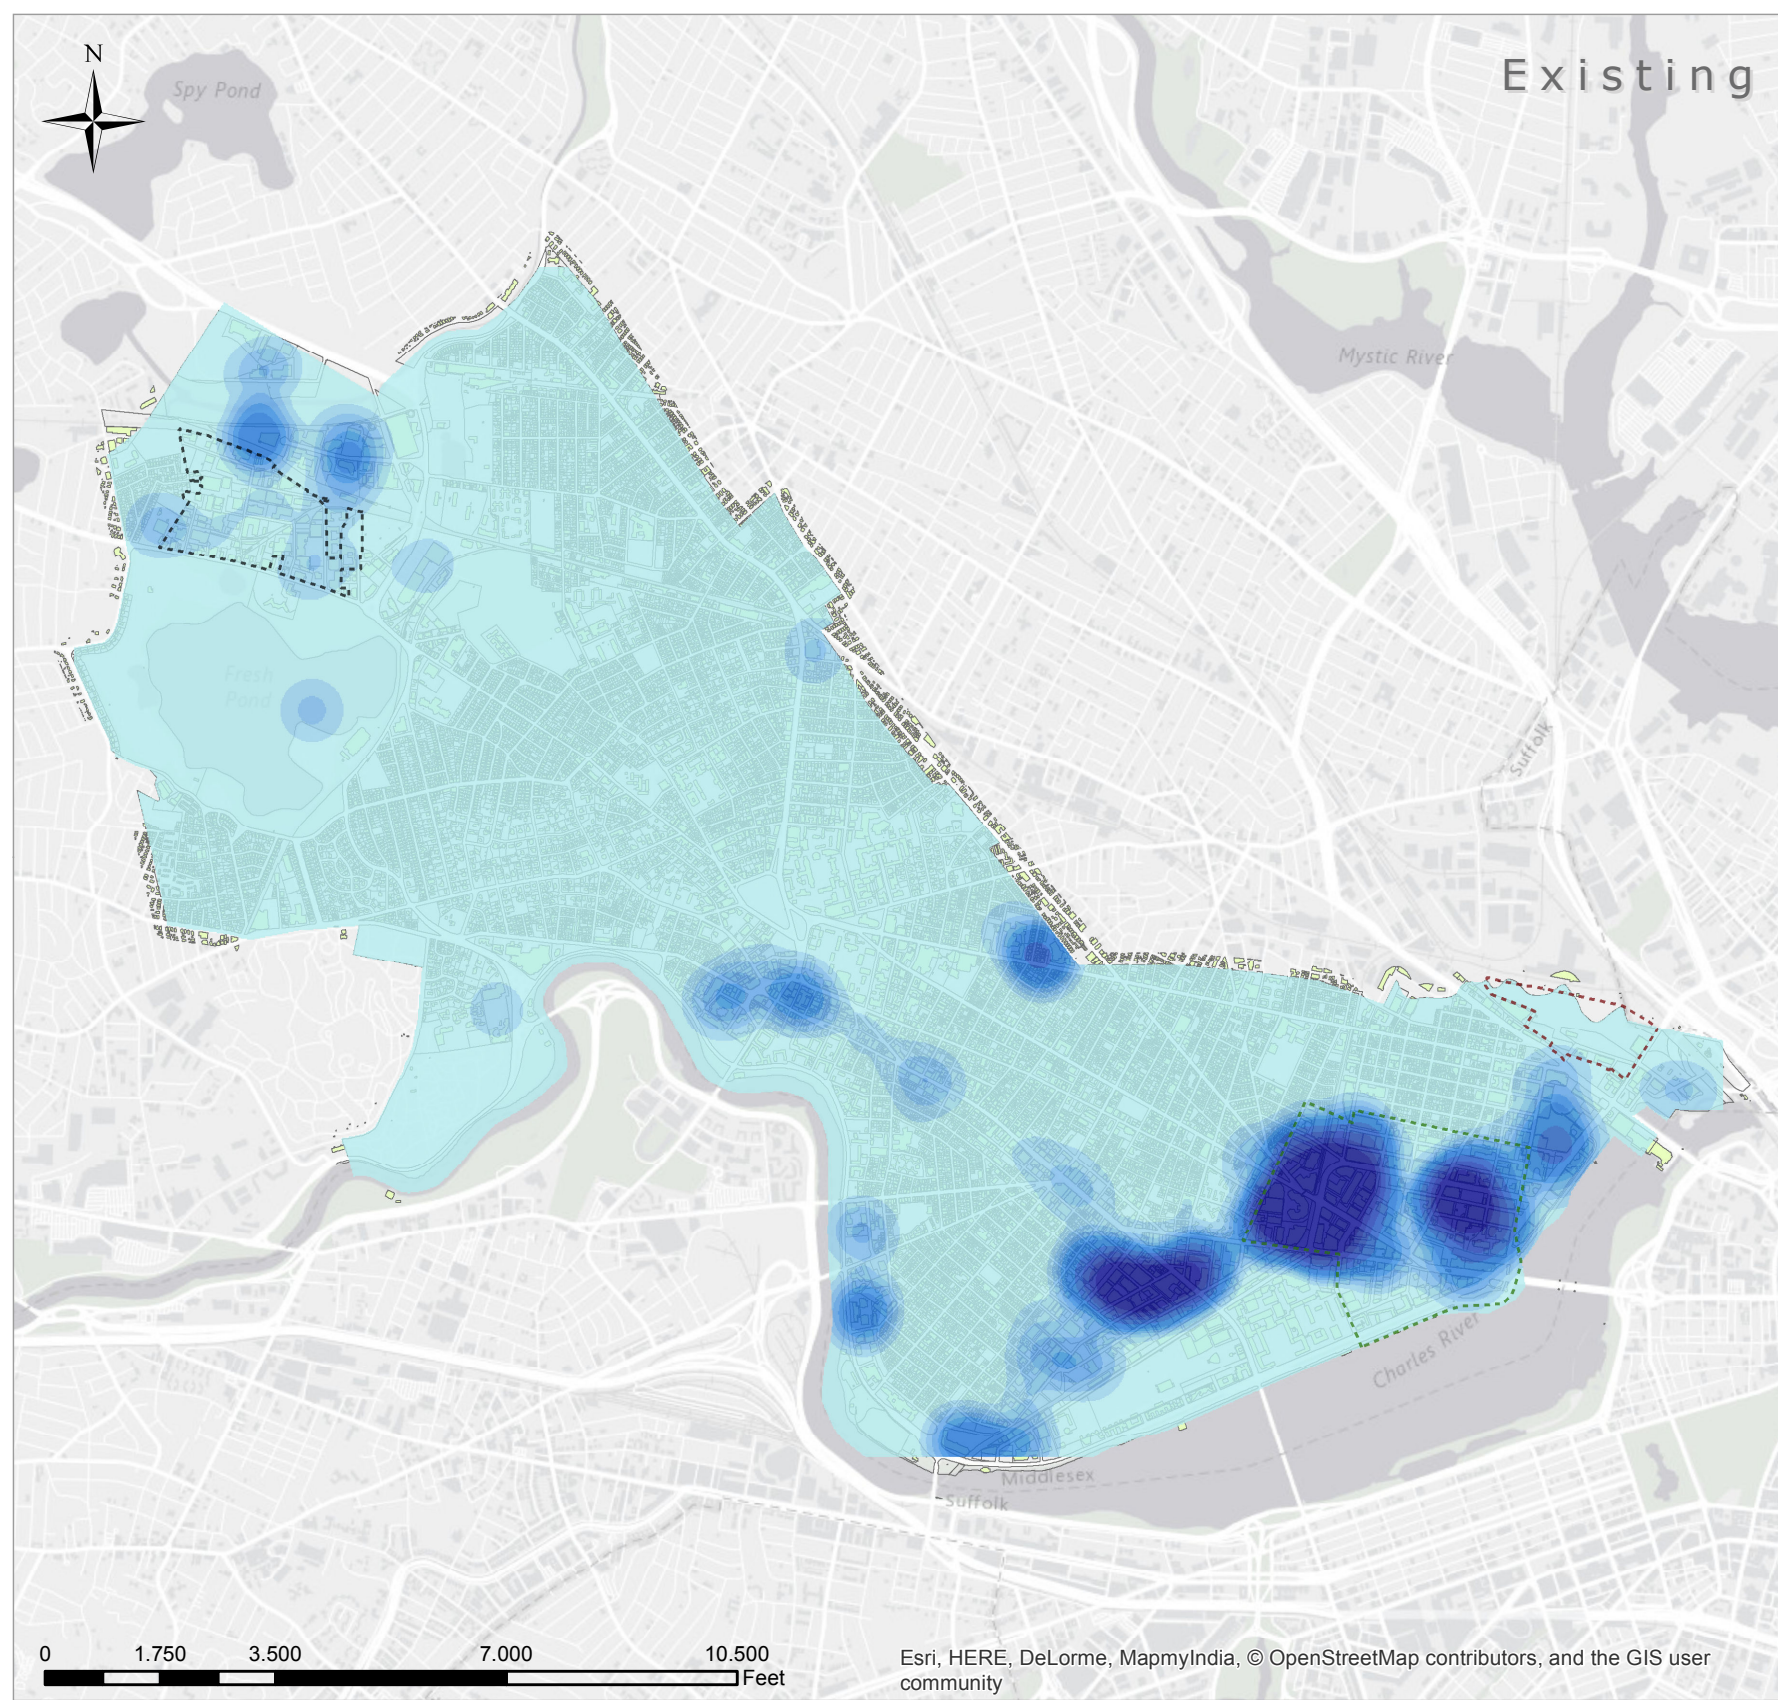 N
Spy Pond
Existing
Mystic River
Fresh
Pond
Suffolk
Charles River
Middlesex
Suffolk
0 1.750 3.500 7.000 10.500
Feet
Esri, HERE, DeLorme, MapmyIndia, © OpenStreetMap contributors, and the GIS user
community